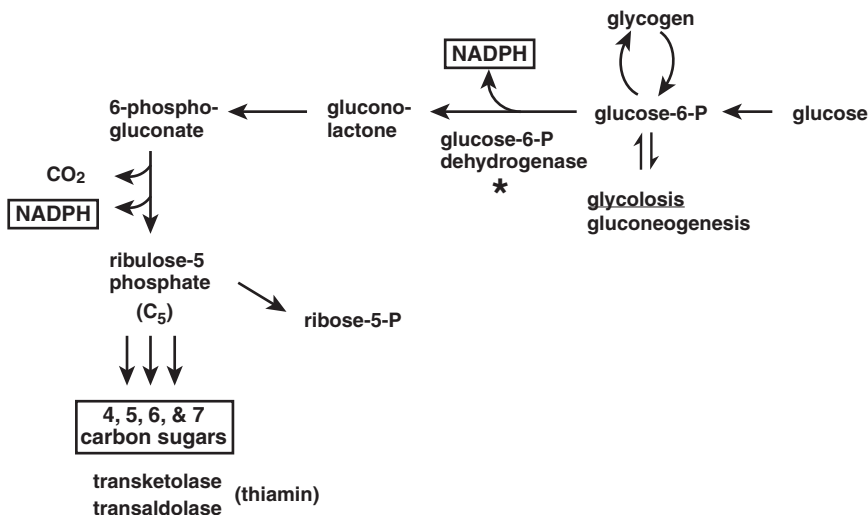 glycogen
NADPH
6-phospho-
gluconate
glucono-
lactone
glucose-6-P
glucose
glucose-6-P
dehydrogenase
*
CO2
NADPH
glycolosis
gluconeogenesis
ribulose-5
phosphate
(C5)
ribose-5-P
4, 5, 6, & 7
carbon sugars
transketolase
transaldolase
(thiamin)